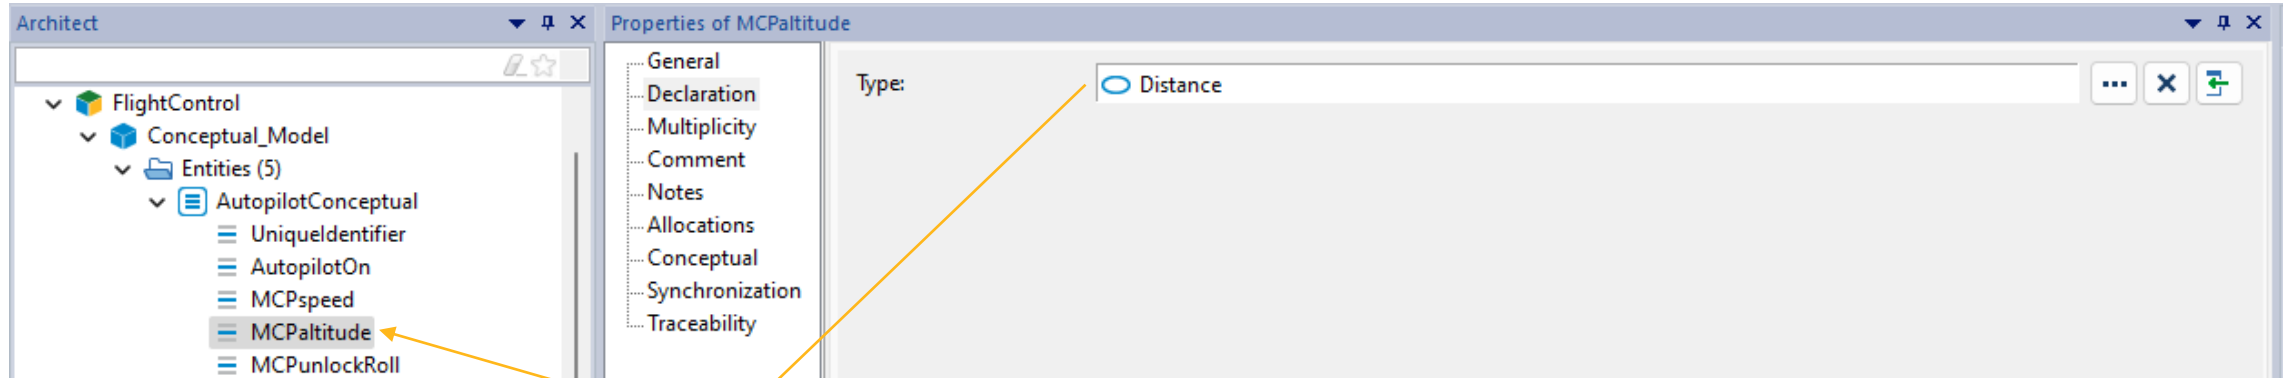 Architect
FlightControl
Conceptual_Model
Entities (5)
AutopilotConceptual
UniqueIdentifier
AutopilotOn
MCPspeed
MCPaltitude
MCPunlockRoll
Properties of MCPaltitude
General
Declaration
Multiplicity
Comment
Notes
Allocations
Conceptual
Synchronization
Traceability
Type:
Distance